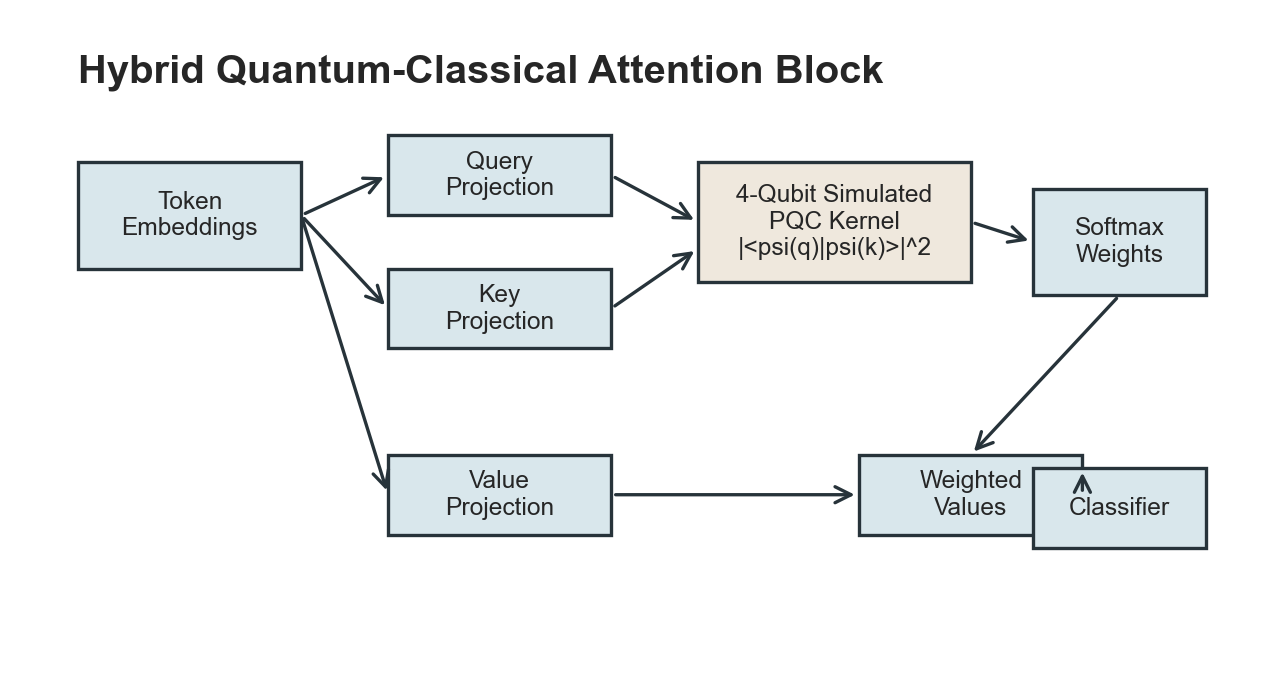 Hybrid Quantum-Classical Attention Block
Token
Embeddings
Query
Projection
Key
Projection
Value
Projection
4-Qubit Simulated
PQC Kernel
|<psi(q)|psi(k)>|^2
Softmax
Weights
Weighted
Values
Classifier